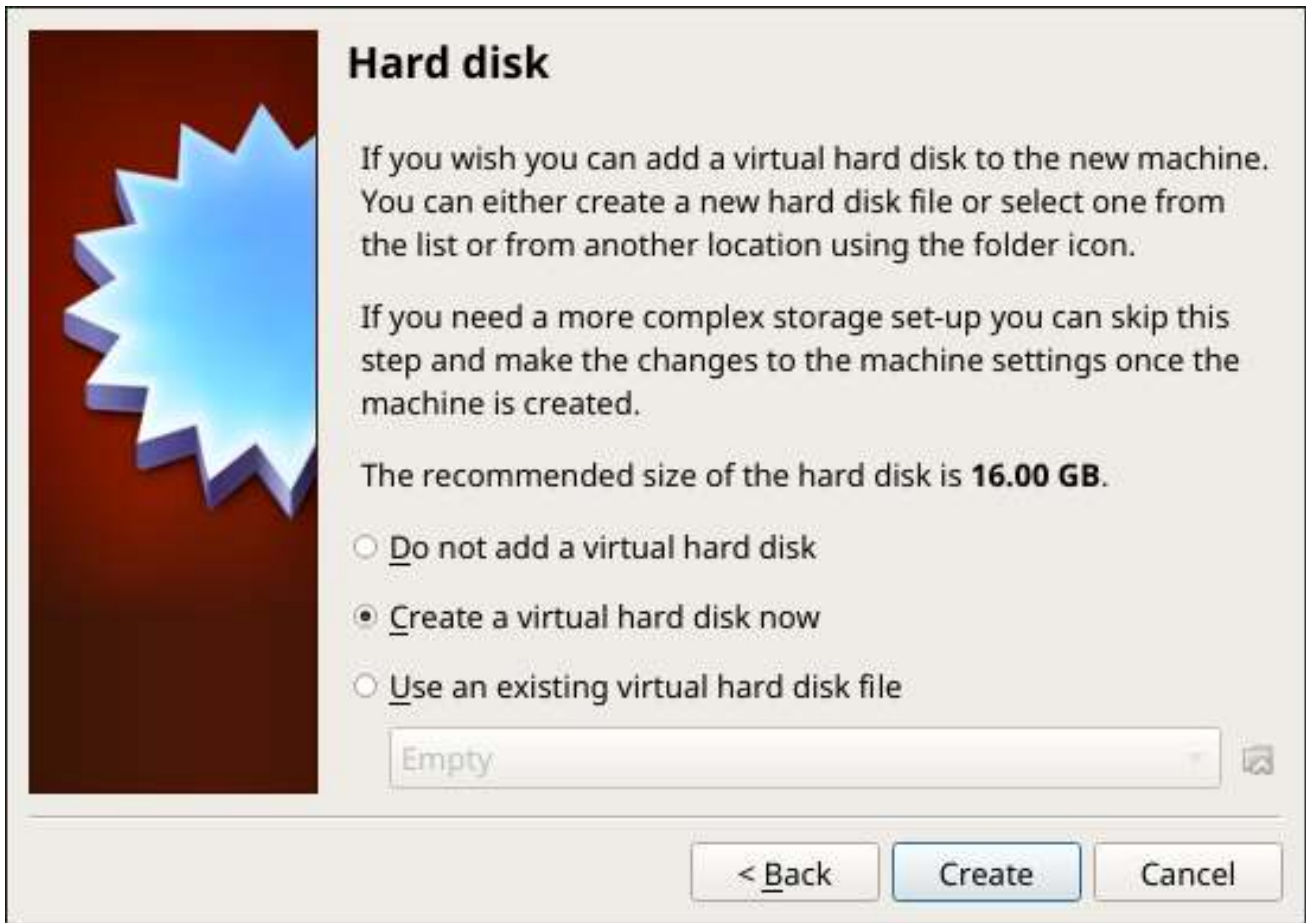 Hard disk
If you wish you can add a virtual hard disk to the new machine.
You can either create a new hard disk file or select one from
the list or from another location using the folder icon.
If you need a more complex storage set-up you can skip this
step and make the changes to the machine settings once the
machine is created.
The recommended size of the hard disk is 16.00 GB.
Do not add a virtual hard disk
Create a virtual hard disk now
Use an existing virtual hard disk file
Empty
< Back
Create
Cancel